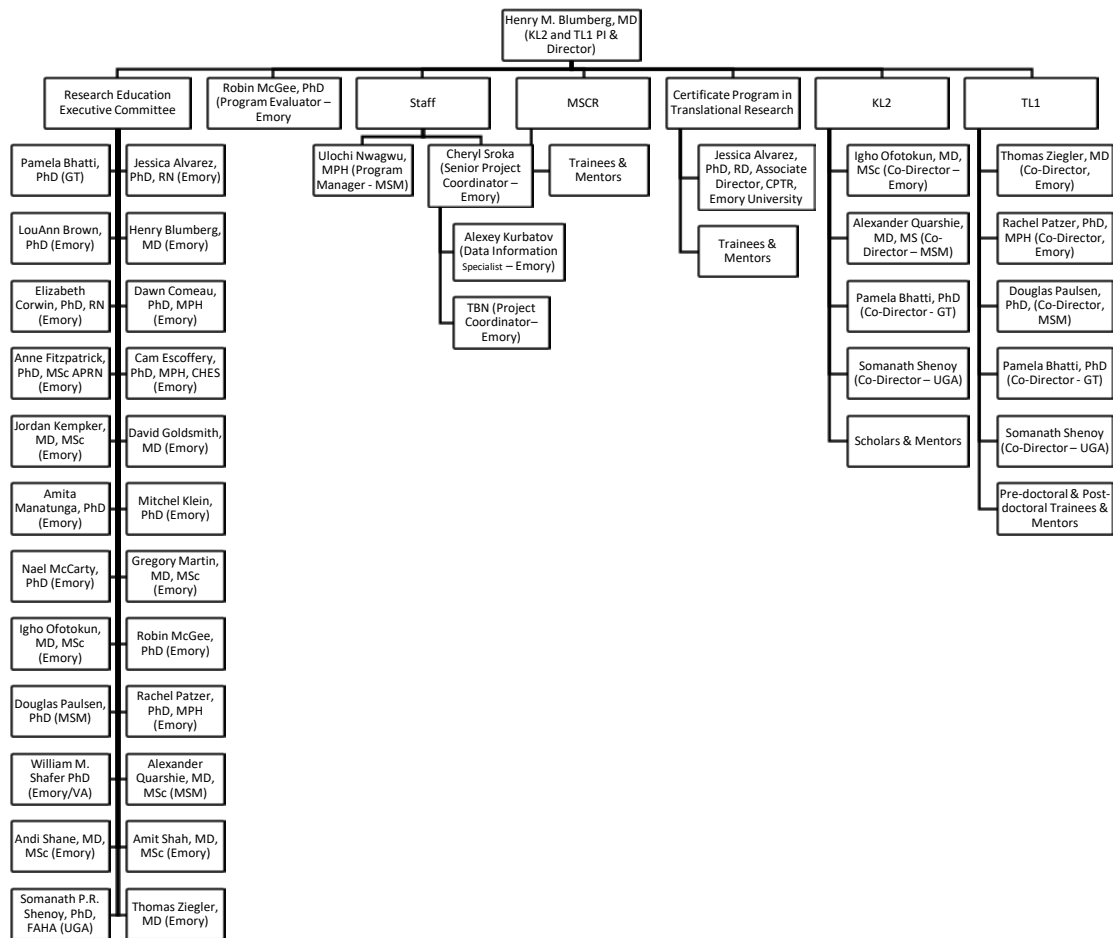 Henry M. Blumberg, MD
(KL2 and TL1 PI &
Director)
Research Education
Executive Committee
Robin McGee, PhD
(Program Evaluator –
Emory
Staff
MSCR
Certificate Program in
Translational Research
KL2
TL1
Pamela Bhatti,
PhD (GT)
Jessica Alvarez,
PhD, RN (Emory)
LouAnn Brown,
PhD (Emory)
Henry Blumberg,
MD (Emory)
Elizabeth
Corwin, PhD, RN
(Emory)
Dawn Comeau,
PhD, MPH
(Emory)
Anne Fitzpatrick,
PhD, MSc APRN
(Emory)
Cam Escoffery,
PhD, MPH, CHES
(Emory)
Jordan Kempker,
MD, MSc
(Emory)
David Goldsmith,
MD (Emory)
Amita
Manatunga, PhD
(Emory)
Mitchel Klein,
PhD (Emory)
Nael McCarty,
PhD (Emory)
Gregory Martin,
MD, MSc
(Emory)
Igho Ofotokun,
MD, MSc
(Emory)
Robin McGee,
PhD (Emory)
Douglas Paulsen,
PhD (MSM)
Rachel Patzer,
PhD, MPH
(Emory)
William M.
Shafer PhD
(Emory/VA)
Alexander
Quarshie, MD,
MSc (MSM)
Andi Shane, MD,
MSc (Emory)
Amit Shah, MD,
MSc (Emory)
Somanath P.R.
Shenoy, PhD,
FAHA (UGA)
Thomas Ziegler,
MD (Emory)
Ulochi Nwagwu,
MPH (Program
Manager - MSM)
Cheryl Sroka
(Senior Project
Coordinator –
Emory)
Alexey Kurbatov
(Data Information
Specialist – Emory)
TBN (Project
Coordinator–
Emory)
Trainees &
Mentors
Jessica Alvarez,
PhD, RD, Associate
Director, CPTR,
Emory University
Trainees &
Mentors
Igho Ofotokun, MD,
MSc (Co-Director –
Emory)
Alexander Quarshie,
MD, MS (Co-
Director – MSM)
Pamela Bhatti, PhD
(Co-Director - GT)
Somanath Shenoy
(Co-Director – UGA)
Scholars & Mentors
Thomas Ziegler, MD
(Co-Director,
Emory)
Rachel Patzer, PhD,
MPH (Co-Director,
Emory)
Douglas Paulsen,
PhD, (Co-Director,
MSM)
Pamela Bhatti, PhD
(Co-Director - GT)
Somanath Shenoy
(Co-Director – UGA)
Pre-doctoral & Post-
doctoral Trainees &
Mentors